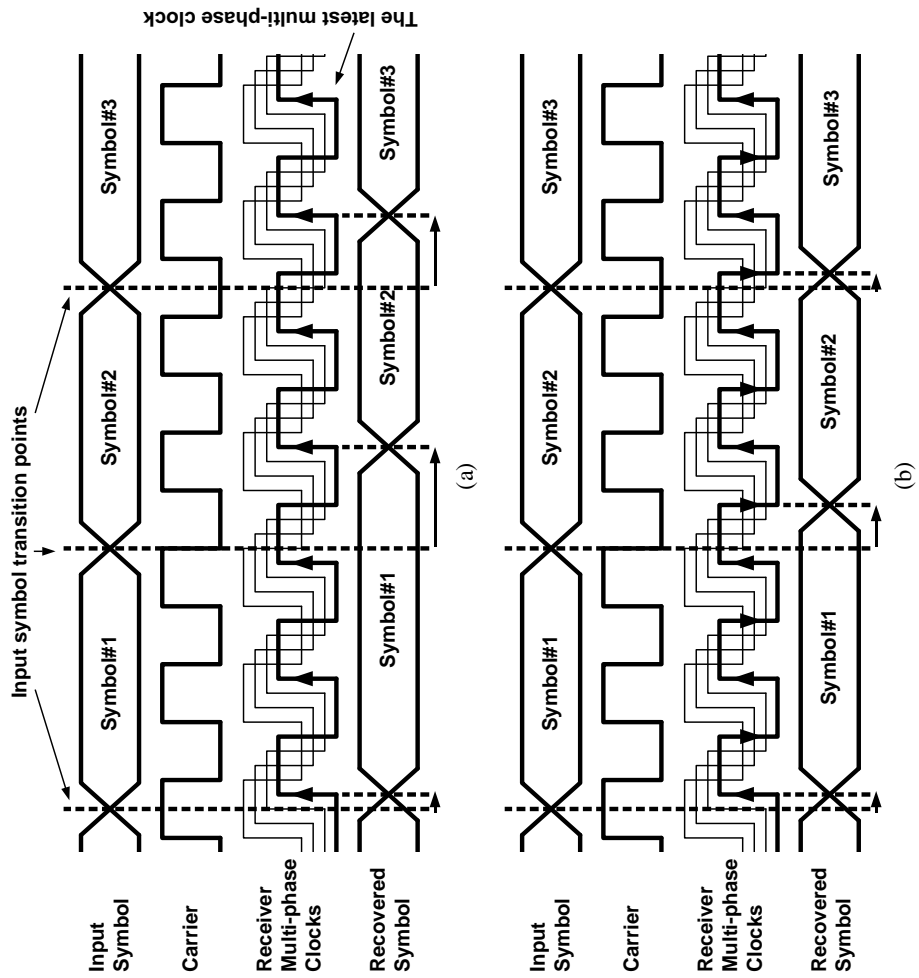 The latest multi-phase clock
Input symbol transition points
Input
Symbol
Symbol#1
Symbol#2
Symbol#3
Carrier
Receiver
Multi-phase
Clocks
Recovered
Symbol
Symbol#1
Symbol#2
Symbol#3
(a)
Input
Symbol
Symbol#1
Symbol#2
Symbol#3
Carrier
Receiver
Multi-phase
Clocks
Recovered
Symbol
Symbol#1
Symbol#2
Symbol#3
(b)